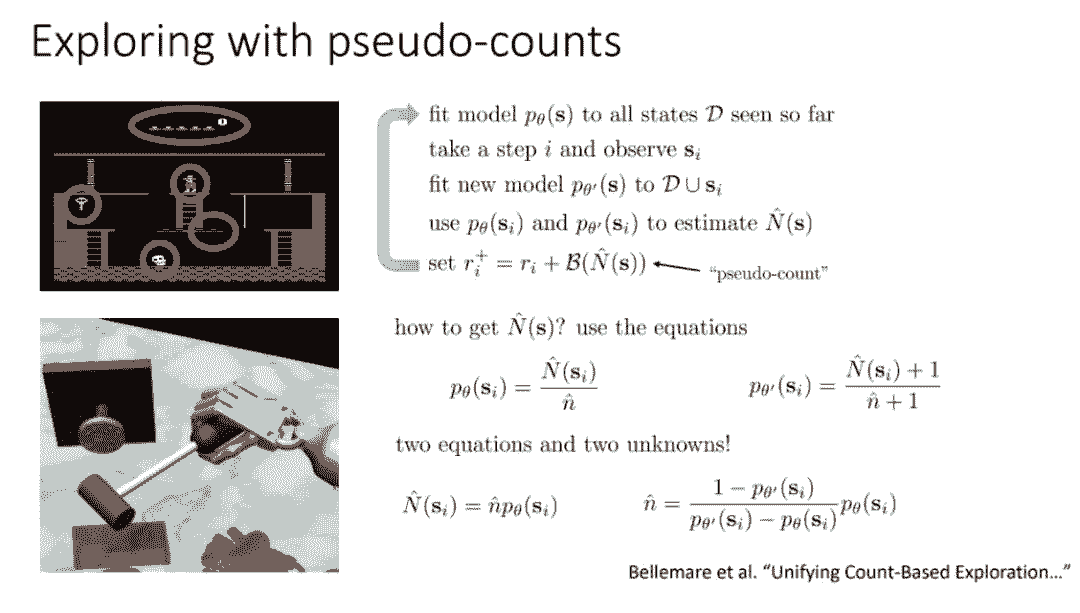 Exploring with pseudo-counts
fit model $p_\theta(\mathbf{s})$ to all states $\mathcal{D}$ seen so far
take a step $i$ and observe $\mathbf{s}_i$
fit new model $p_{\theta'}(\mathbf{s})$ to $\mathcal{D} \cup \mathbf{s}_i$
use $p_\theta(\mathbf{s}_i)$ and $p_{\theta'}(\mathbf{s}_i)$ to estimate $\hat{N}(\mathbf{s})$
set $r_i^+ = r_i + \mathcal{B}(\hat{N}(\mathbf{s}))$
“pseudo-count”
how to get $\hat{N}(\mathbf{s})$? use the equations
$p_\theta(\mathbf{s}_i) = \frac{\hat{N}(\mathbf{s}_i)}{\hat{n}}$ $p_{\theta'}(\mathbf{s}_i) = \frac{\hat{N}(\mathbf{s}_i) + 1}{\hat{n} + 1}$
two equations and two unknowns!
$\hat{N}(\mathbf{s}_i) = \hat{n} p_\theta(\mathbf{s}_i)$ $\hat{n} = \frac{1 - p_{\theta'}(\mathbf{s}_i)}{p_{\theta'}(\mathbf{s}_i) - p_\theta(\mathbf{s}_i)} p_\theta(\mathbf{s}_i)$
Bellemare et al. “Unifying Count-Based Exploration…”